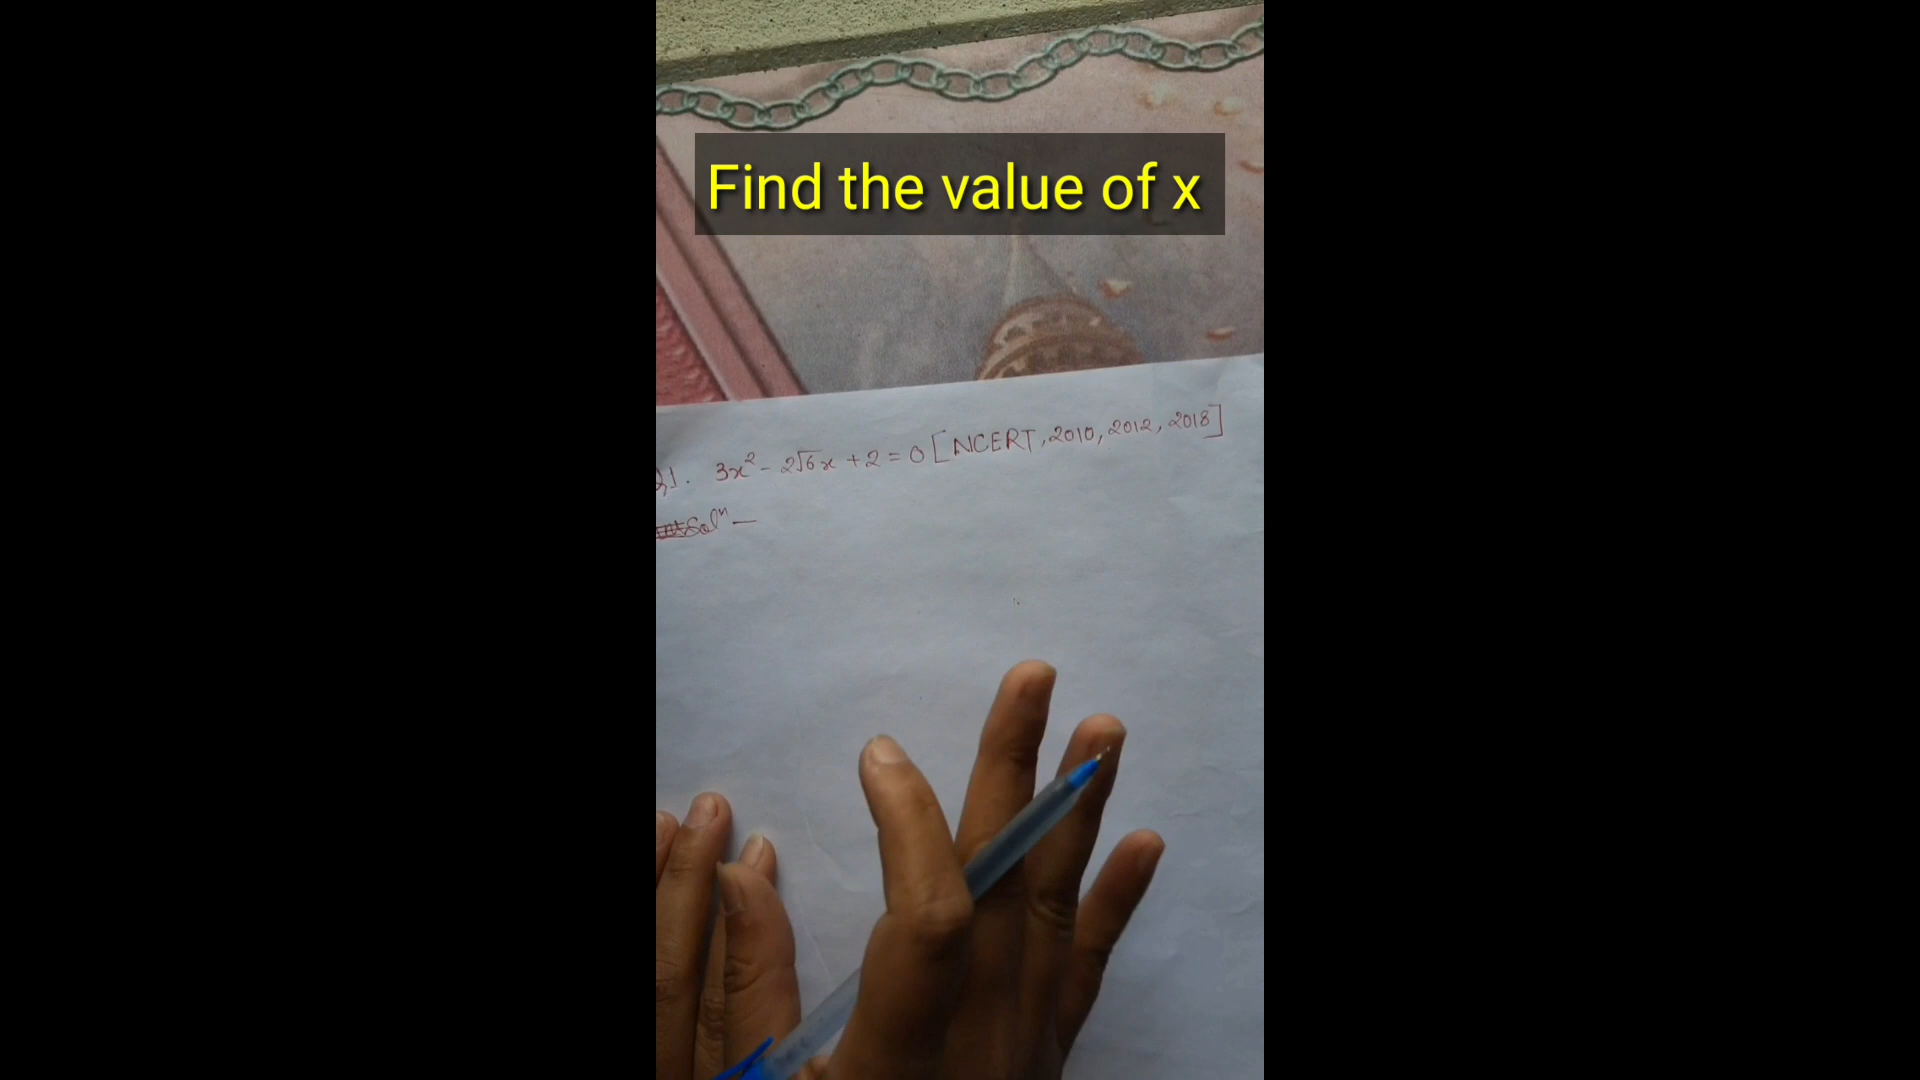 Find the value of x
Q1. 3x² - 2√6x + 2 = 0 [NCERT, 2010, 2012, 2018]
Solⁿ —